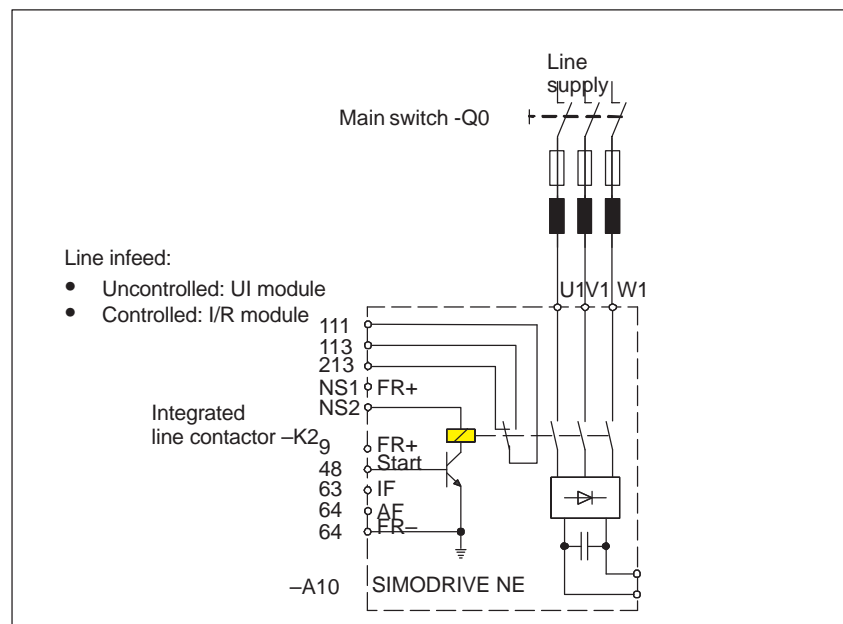 Line
supply
Main switch -Q0
Line infeed:
• Uncontrolled: UI module
• Controlled: I/R module
U1 V1 W1
111
113
213
NS1 FR+
NS2
Integrated
line contactor –K2
9 FR+
48 Start
63 IF
64 AF
64 FR–
–A10 SIMODRIVE NE